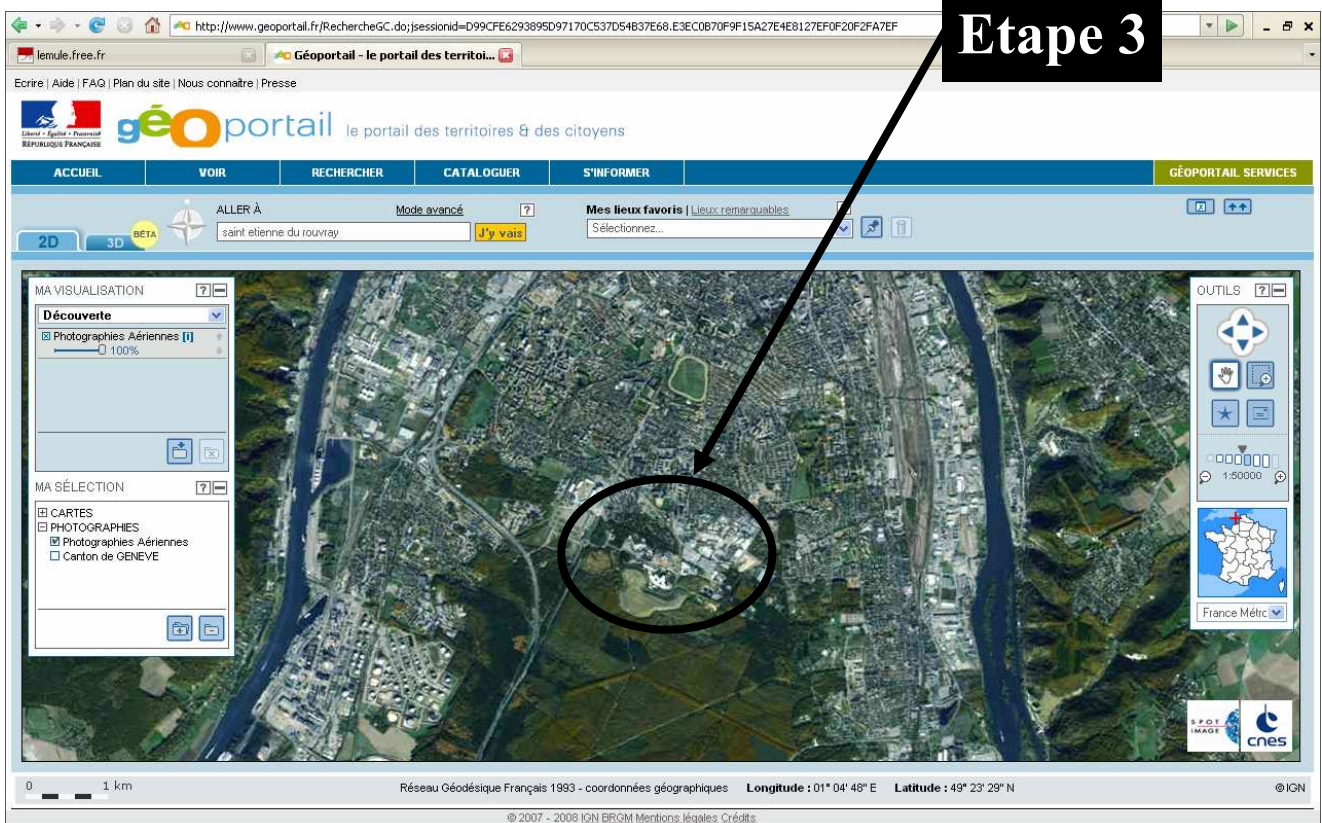 Etape 3
http://www.geoportail.fr/RechercheGC.do;jsessionid=D99CFE6293895D97170C537D54B37E68.E3EC0B70F9F15A27E4E8127EF0F20F2FA7EF
lemule.free.fr
Géoportail - le portail des territoi...
Ecrire | Aide | FAQ | Plan du site | Nous connaître | Presse
Liberté • Égalité • Fraternité
RÉPUBLIQUE FRANÇAISE
géoportail le portail des territoires & des citoyens
ACCUEIL VOIR RECHERCHER CATALOGUER S'INFORMER GÉOPORTAIL SERVICES
ALLER À Mode avancé ? Mes lieux favoris | Lieux remarquables
2D 3D BETA saint etienne du rouvray J'y vais Sélectionnez...
MA VISUALISATION ?
Découverte
Photographies Aériennes [i]
100%
MA SÉLECTION ?
CARTES
PHOTOGRAPHIES
Photographies Aériennes
Canton de GENEVE
OUTILS ?
1:50000
France Métrc
SPOT IMAGE cnes
0 1 km Réseau Géodésique Français 1993 - coordonnées géographiques Longitude : 01° 04' 48" E Latitude : 49° 23' 29" N © IGN
© 2007 - 2008 IGN BRGM Mentions légales Crédits